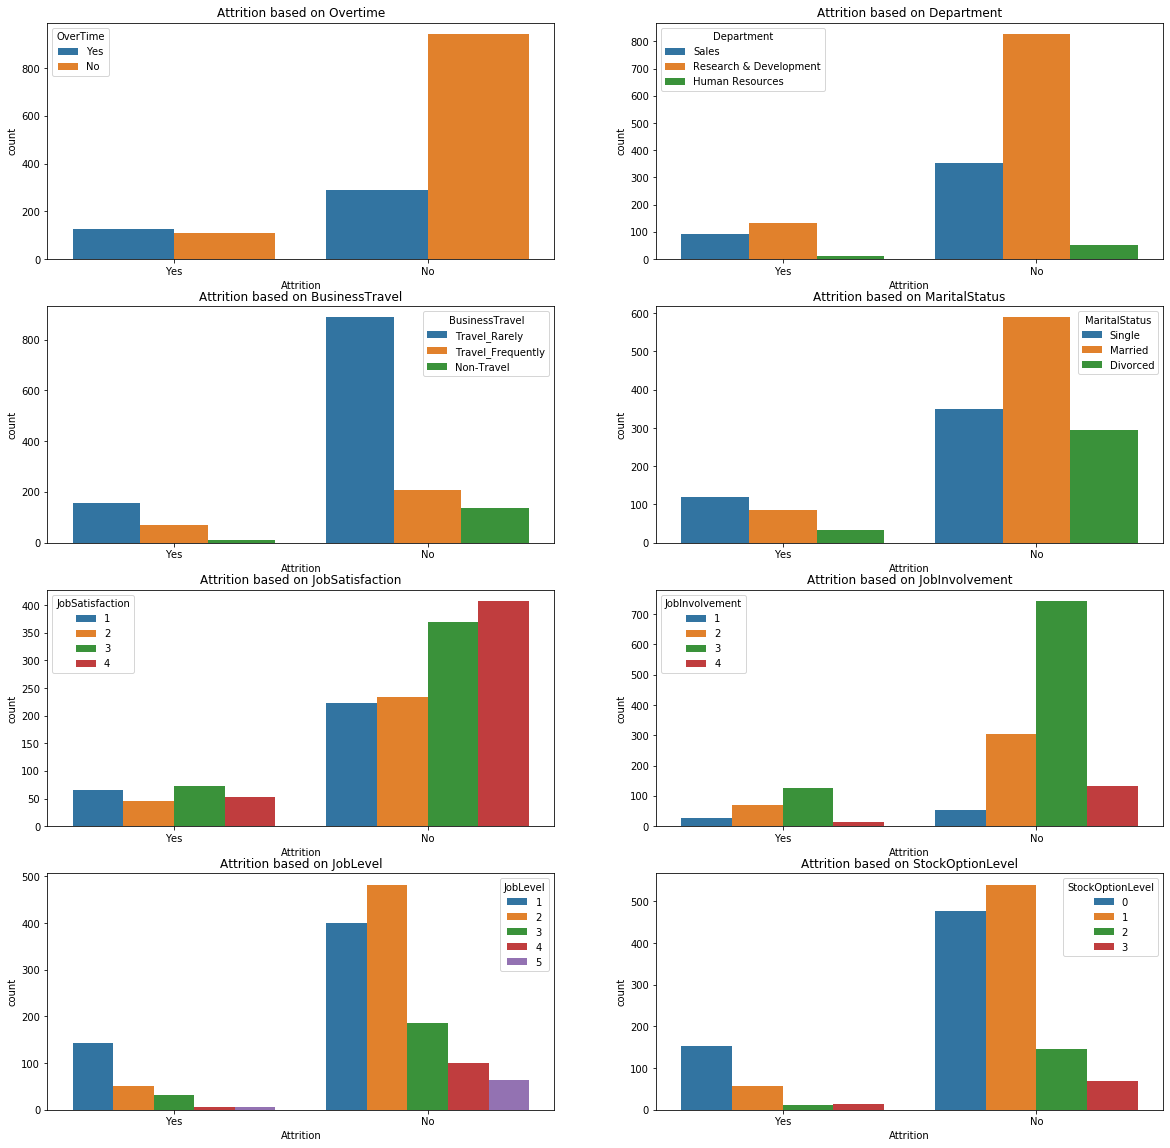 Attrition based on Overtime
OverTime
Yes
No
800
600
400
200
0
count
Yes
No
Attrition
Attrition based on Department
Department
Sales
Research & Development
Human Resources
800
700
600
500
400
300
200
100
0
count
Yes
No
Attrition
Attrition based on BusinessTravel
BusinessTravel
Travel_Rarely
Travel_Frequently
Non-Travel
800
600
400
200
0
count
Yes
No
Attrition
Attrition based on MaritalStatus
MaritalStatus
Single
Married
Divorced
600
500
400
300
200
100
0
count
Yes
No
Attrition
Attrition based on JobSatisfaction
JobSatisfaction
1
2
3
4
400
350
300
250
200
150
100
50
0
count
Yes
No
Attrition
Attrition based on JobInvolvement
JobInvolvement
1
2
3
4
700
600
500
400
300
200
100
0
count
Yes
No
Attrition
Attrition based on JobLevel
JobLevel
1
2
3
4
5
500
400
300
200
100
0
count
Yes
No
Attrition
Attrition based on StockOptionLevel
StockOptionLevel
0
1
2
3
500
400
300
200
100
0
count
Yes
No
Attrition